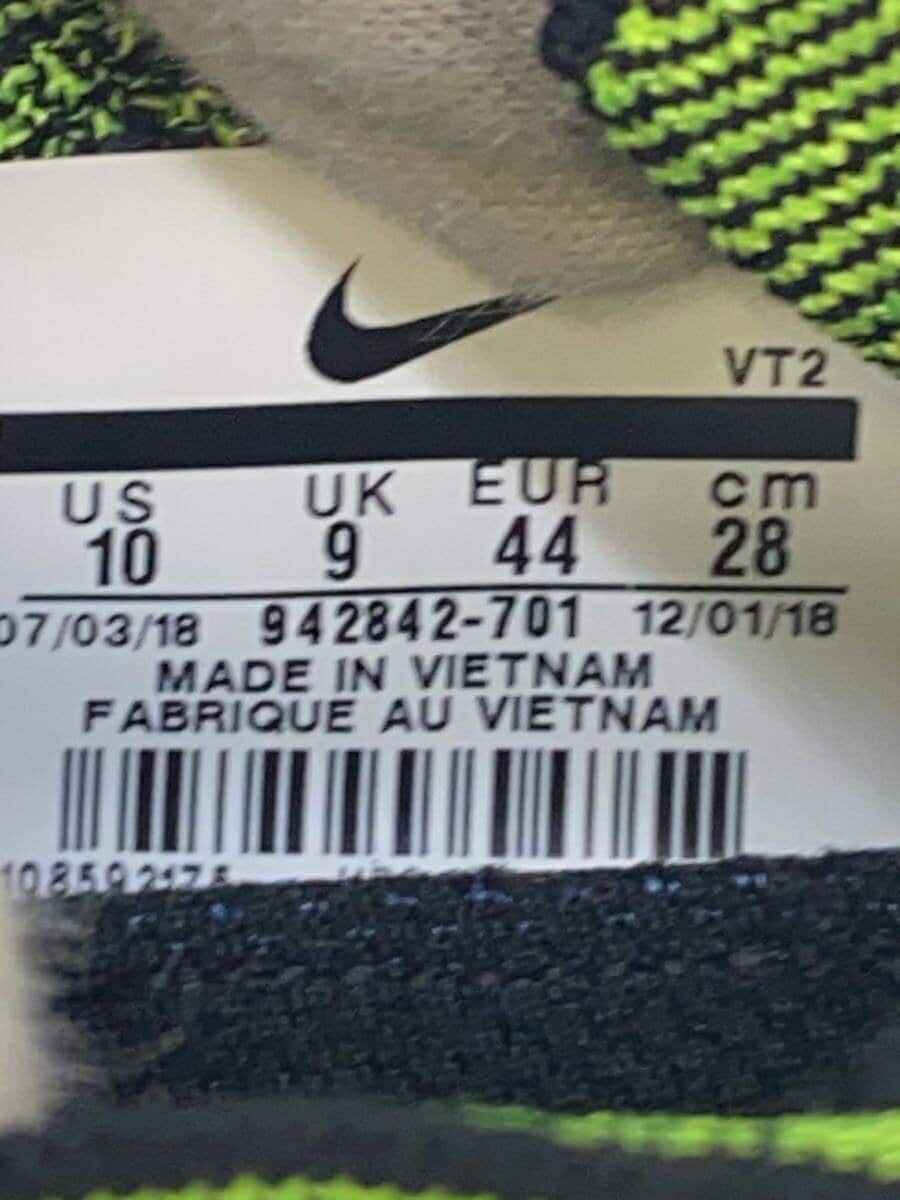 VT2
US UK EUR cm
10 9 44 28
07/03/18 942842-701 12/01/18
MADE IN VIETNAM
FABRIQUE AU VIETNAM